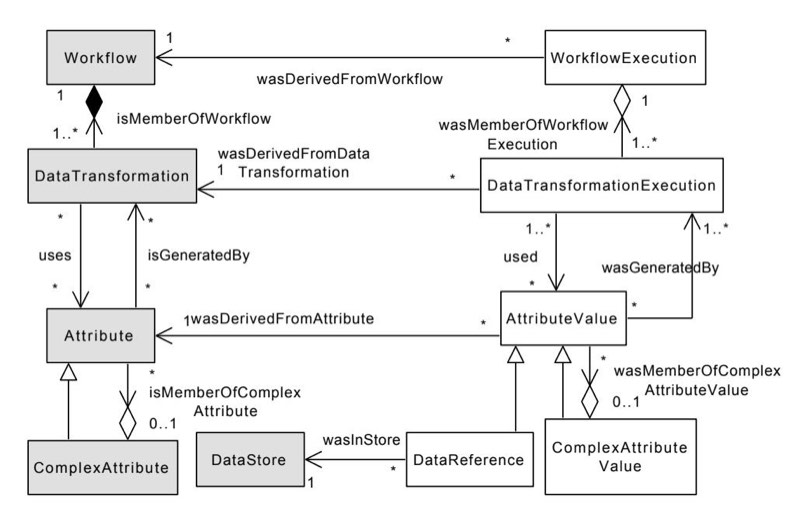 1
*
Workflow
WorkflowExecution
wasDerivedFromWorkflow
1
1
isMemberOfWorkflow
wasMemberOfWorkflow
Execution
1..*
1..*
wasDerivedFromData
Transformation
1
*
DataTransformation
DataTransformationExecution
*
*
1..*
1..*
uses
isGeneratedBy
used
wasGeneratedBy
*
*
*
*
1
wasDerivedFromAttribute
*
Attribute
AttributeValue
*
*
isMemberOfComplex
Attribute
wasMemberOfComplex
AttributeValue
0..1
0..1
wasInStore
ComplexAttribute
DataStore
DataReference
ComplexAttribute
Value
1
*